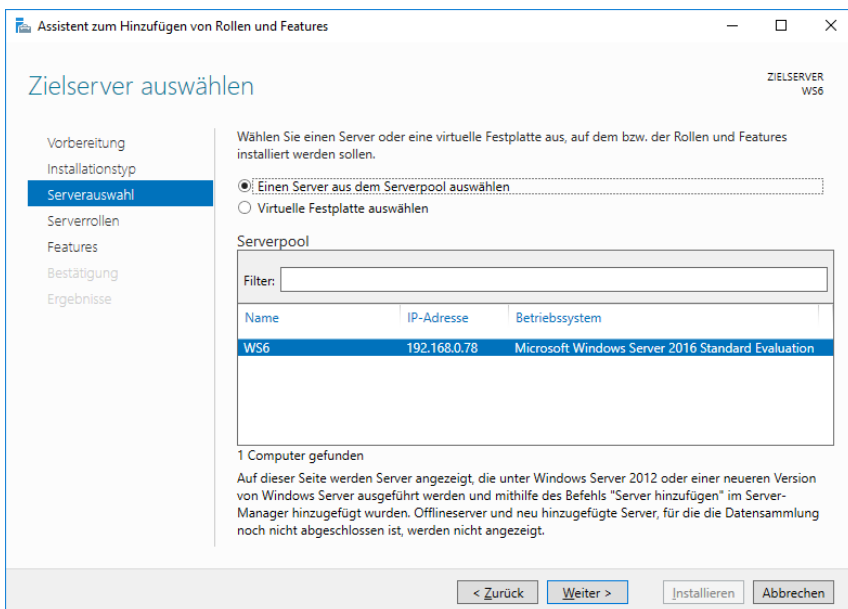 Assistent zum Hinzufügen von Rollen und Features
Zielserver auswählen
ZIELSERVER
WS6
Vorbereitung
Installationstyp
Serverauswahl
Serverrollen
Features
Bestätigung
Ergebnisse
Wählen Sie einen Server oder eine virtuelle Festplatte aus, auf dem bzw. der Rollen und Features
installiert werden sollen.
Einen Server aus dem Serverpool auswählen
Virtuelle Festplatte auswählen
Serverpool
Filter:
Name IP-Adresse Betriebssystem
WS6 192.168.0.78 Microsoft Windows Server 2016 Standard Evaluation
1 Computer gefunden
Auf dieser Seite werden Server angezeigt, die unter Windows Server 2012 oder einer neueren Version
von Windows Server ausgeführt werden und mithilfe des Befehls "Server hinzufügen" im Server-
Manager hinzugefügt wurden. Offlineserver und neu hinzugefügte Server, für die die Datensammlung
noch nicht abgeschlossen ist, werden nicht angezeigt.
< Zurück Weiter > Installieren Abbrechen